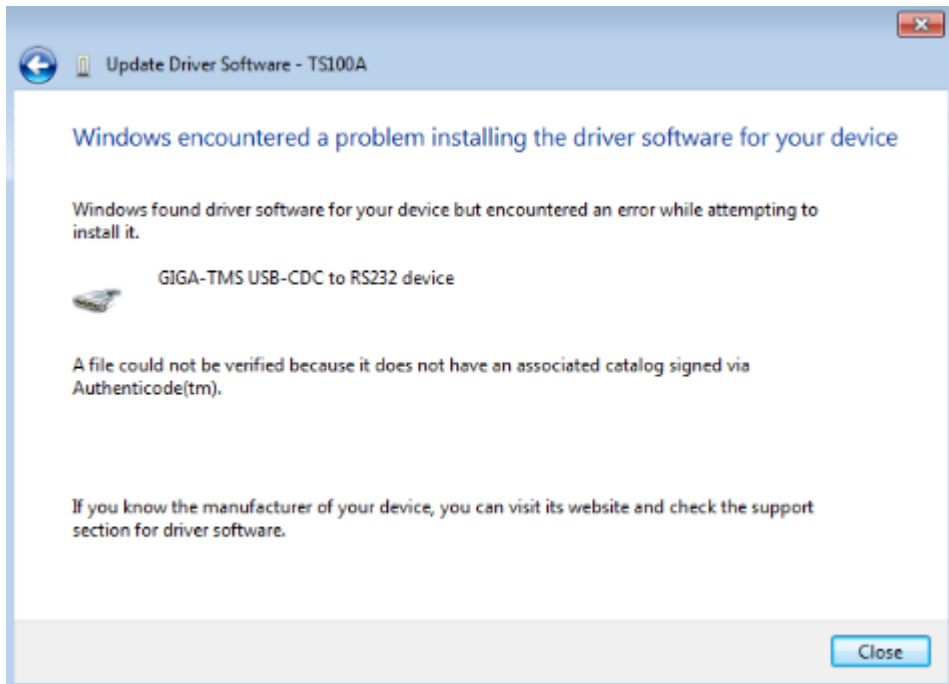 Update Driver Software - TS100A
Windows encountered a problem installing the driver software for your device
Windows found driver software for your device but encountered an error while attempting to
install it.
GIGA-TMS USB-CDC to RS232 device
A file could not be verified because it does not have an associated catalog signed via
Authenticode(tm).
If you know the manufacturer of your device, you can visit its website and check the support
section for driver software.
Close